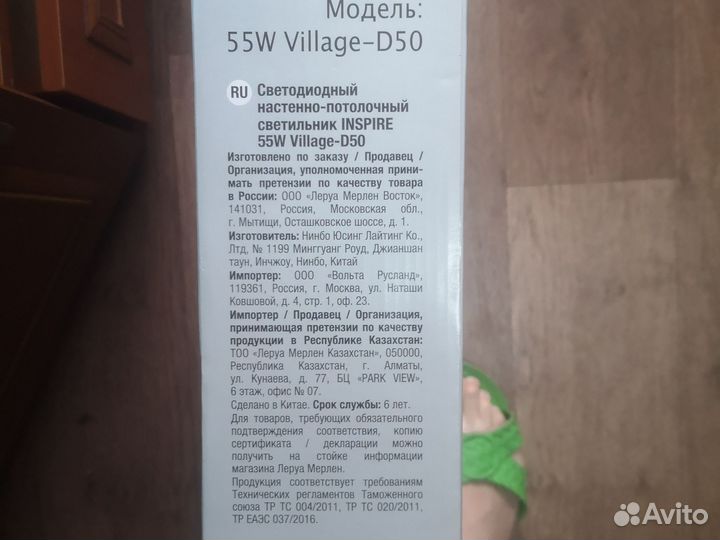 Модель:
55W Village–D50
RU Светодиодный
настенно-потолочный
светильник INSPIRE
55W Village-D50
Изготовлено по заказу / Продавец /
Организация, уполномоченная прини-
мать претензии по качеству товара
в России: ООО «Леруа Мерлен Восток»,
141031, Россия, Московская обл.,
г. Мытищи, Осташковское шоссе, д. 1.
Изготовитель: Нинбо Юсинг Лайтинг Ко.,
Лтд, № 1199 Минггуанг Роуд, Джианшан
таун, Инчжоу, Нинбо, Китай
Импортер: ООО «Вольта Русланд»,
119361, Россия, г. Москва, ул. Наташи
Ковшовой, д. 4, стр. 1, оф. 23.
Импортер / Продавец / Организация,
принимающая претензии по качеству
продукции в Республике Казахстан:
ТОО «Леруа Мерлен Казахстан», 050000,
Республика Казахстан, г. Алматы,
ул. Кунаева, д. 77, БЦ «PARK VIEW»,
6 этаж, офис № 07.
Сделано в Китае. Срок службы: 6 лет.
Для товаров, требующих обязательного
подтверждения соответствия, копию
сертификата / декларации можно
получить на стойке информации
магазина Леруа Мерлен.
Продукция соответствует требованиям
Технических регламентов Таможенного
союза ТР ТС 004/2011, ТР ТС 020/2011,
ТР ЕАЭС 037/2016.
Avito